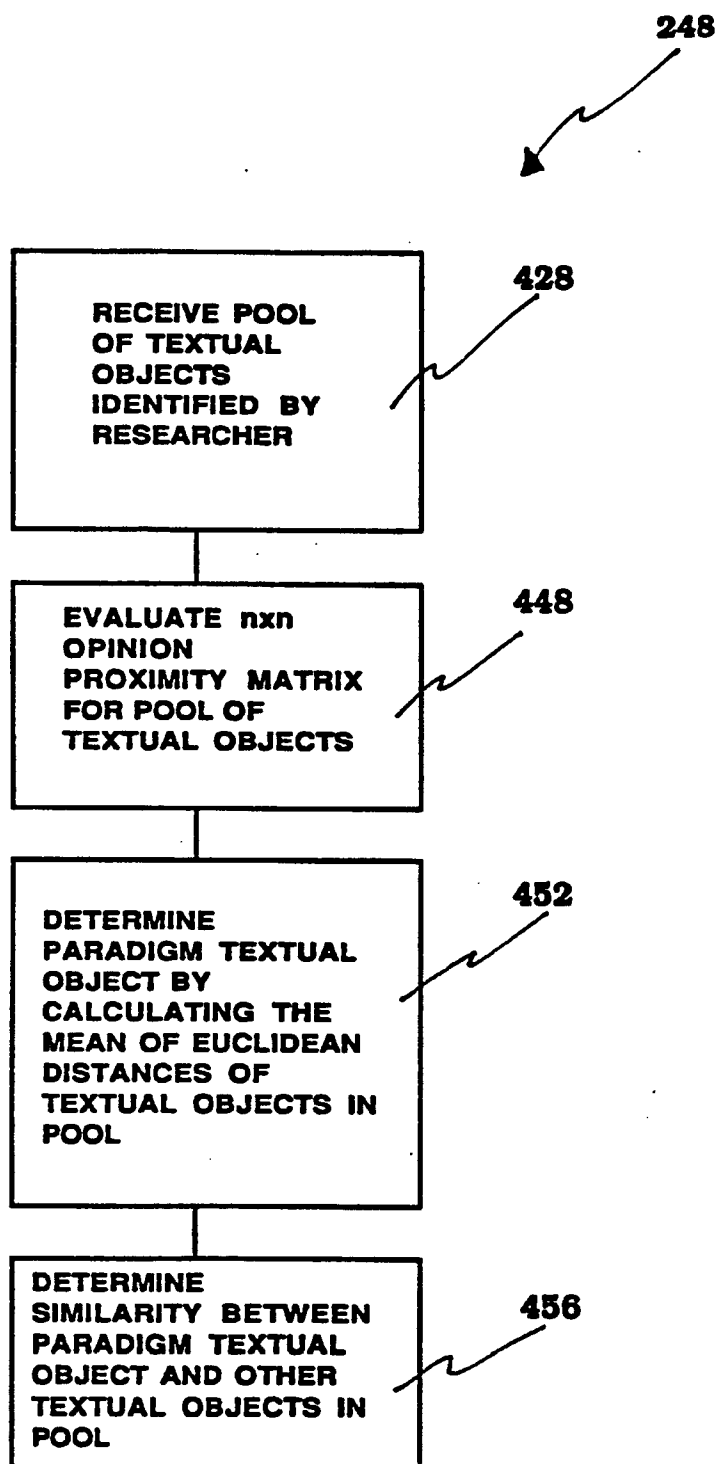 248
428
RECEIVE POOL
OF TEXTUAL
OBJECTS
IDENTIFIED BY
RESEARCHER
448
EVALUATE nxn
OPINION
PROXIMITY MATRIX
FOR POOL OF
TEXTUAL OBJECTS
452
DETERMINE
PARADIGM TEXTUAL
OBJECT BY
CALCULATING THE
MEAN OF EUCLIDEAN
DISTANCES OF
TEXTUAL OBJECTS IN
POOL
456
DETERMINE
SIMILARITY BETWEEN
PARADIGM TEXTUAL
OBJECT AND OTHER
TEXTUAL OBJECTS IN
POOL